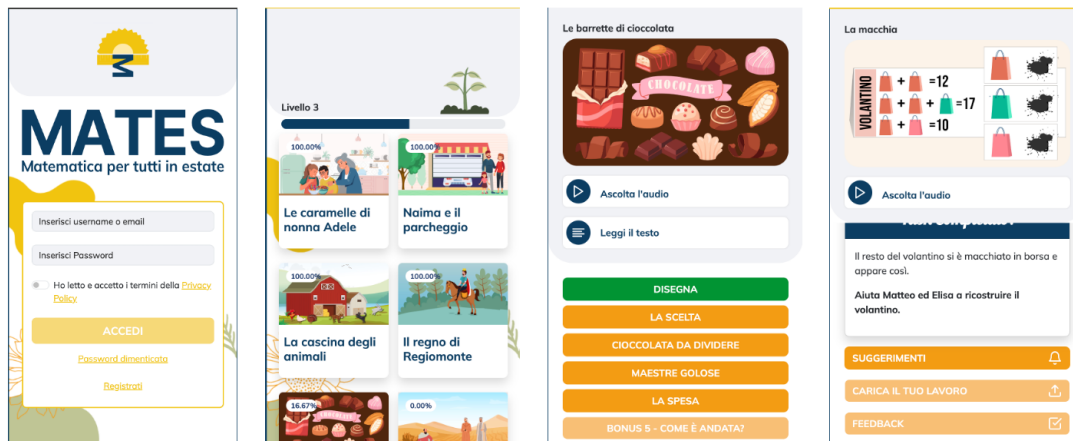 M
MATES
Matematica per tutti in estate
Inserisci username o email
Inserisci Password
Ho letto e accetto i termini della Privacy
Policy
ACCEDI
Password dimenticata
Registrati
Livello 3
100.00%
100.00%
Le caramelle di
nonna Adele
Naima e il
parcheggio
100.00%
100.00%
La cascina degli
animali
Il regno di
Regiomonte
16.67%
0.00%
Le barrette di cioccolata
CHOCOLATE
Ascolta l'audio
Leggi il testo
DISEGNA
LA SCELTA
CIOCCOLATA DA DIVIDERE
MAESTRE GOLOSE
LA SPESA
BONUS 5 - COME È ANDATA?
La macchia
VOLANTINO
+ =12
+ + =17
+ =10
Ascolta l'audio
Il resto del volantino si è macchiato in borsa e
appare così.
Aiuta Matteo ed Elisa a ricostruire il
volantino.
SUGGERIMENTI
CARICA IL TUO LAVORO
FEEDBACK